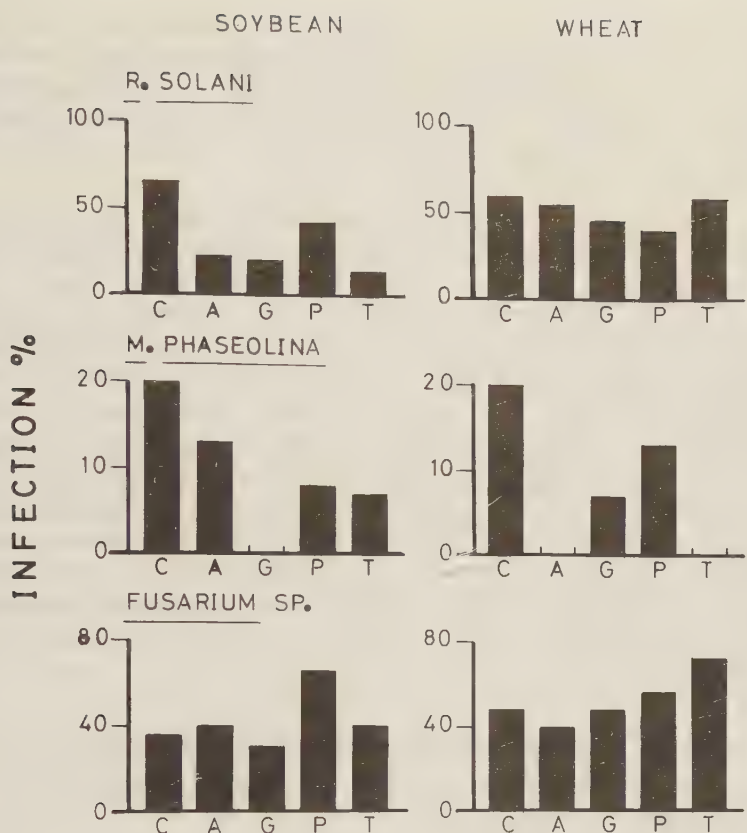 SOYBEAN WHEAT
R. SOLANI
100 100
50 50
0 0
C A G P T C A G P T
M. PHASEOLINA
20 20
10 10
0 0
C A G P T C A G P T
INFECTION %
FUSARIUM SP.
80 80
40 40
0 0
C A G P T C A G P T